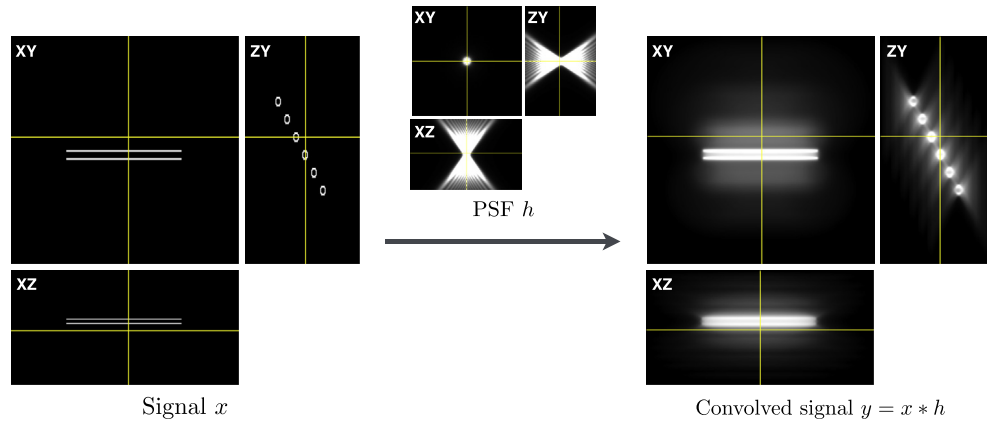 XY
ZY
XZ
Signal x
XY
ZY
XZ
PSF h
XY
ZY
XZ
Convolved signal y = x * h